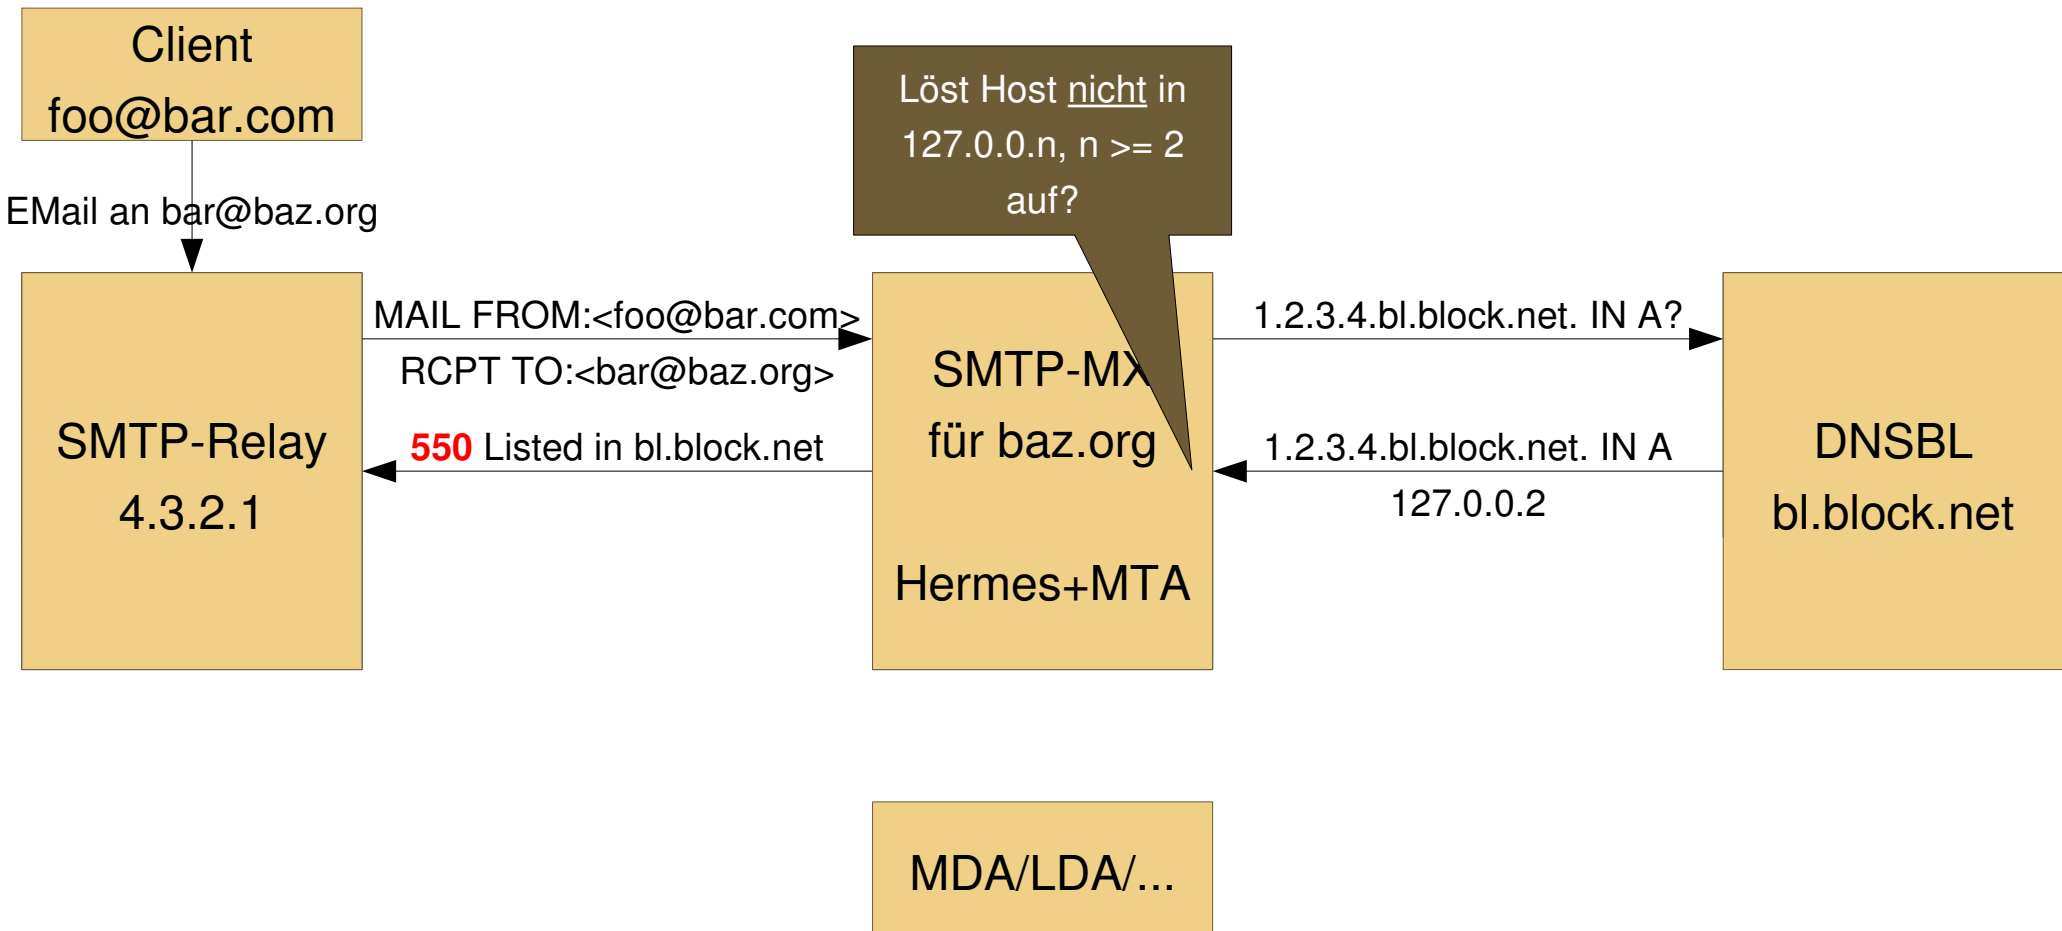 Client
foo@bar.com
EMail an bar@baz.org
Löst Host nicht in
127.0.0.n, n >= 2
auf?
SMTP-Relay
4.3.2.1
MAIL FROM:<foo@bar.com>
RCPT TO:<bar@baz.org>
550 Listed in bl.block.net
SMTP-MX
für baz.org
Hermes+MTA
1.2.3.4.bl.block.net. IN A?
1.2.3.4.bl.block.net. IN A
127.0.0.2
DNSBL
bl.block.net
MDA/LDA/...